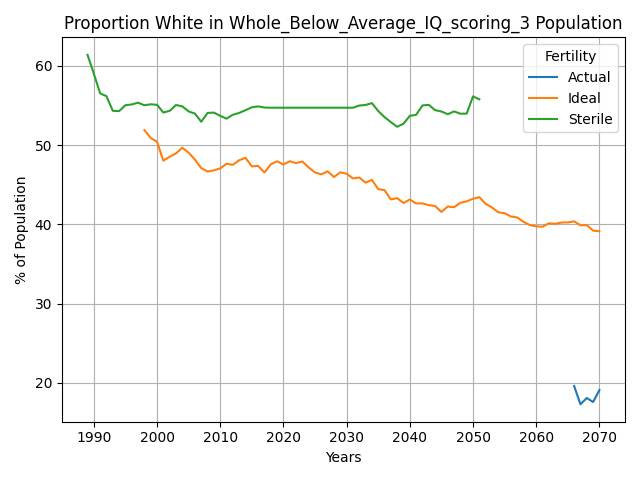 Proportion White in Whole_Below_Average_IQ_scoring_3 Population
Fertility
Actual
Ideal
Sterile
% of Population
60
50
40
30
20
1990 2000 2010 2020 2030 2040 2050 2060 2070
Years